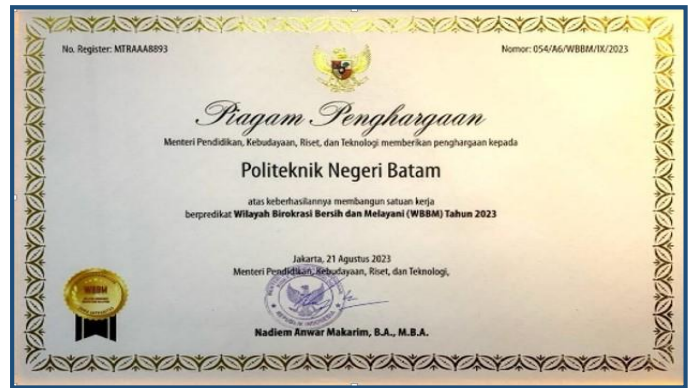 No. Register: MTRAAA8893
Nomor: 054/A6/WBBM/IX/2023
Piagam Penghargaan
Menteri Pendidikan, Kebudayaan, Riset, dan Teknologi memberikan penghargaan kepada
Politeknik Negeri Batam
atas keberhasilannya membangun satuan kerja
berpredikat Wilayah Birokrasi Bersih dan Melayani (WBBM) Tahun 2023
Jakarta, 21 Agustus 2023
Menteri Pendidikan, Kebudayaan, Riset, dan Teknologi,
REPUBLIK INDONESIA
WBBM
Nadiem Anwar Makarim, B.A., M.B.A.